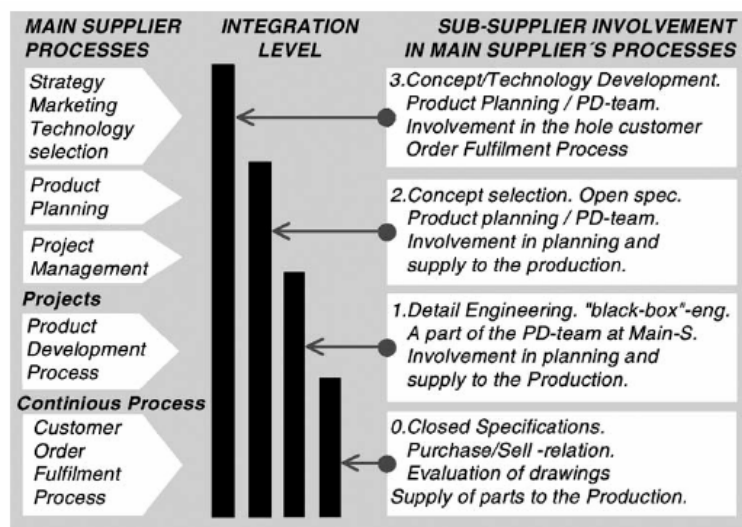 MAIN SUPPLIER
PROCESSES
INTEGRATION
LEVEL
SUB-SUPPLIER INVOLVEMENT
IN MAIN SUPPLIER´S PROCESSES
Strategy
Marketing
Technology
selection
Product
Planning
Project
Management
Projects
Product
Development
Process
Continious Process
Customer
Order
Fulfilment
Process
3.Concept/Technology Development.
Product Planning / PD-team.
Involvement in the hole customer
Order Fulfilment Process
2.Concept selection. Open spec.
Product planning / PD-team.
Involvement in planning and
supply to the production.
1.Detail Engineering. "black-box"-eng.
A part of the PD-team at Main-S.
Involvement in planning and
supply to the Production.
0.Closed Specifications.
Purchase/Sell -relation.
Evaluation of drawings
Supply of parts to the Production.